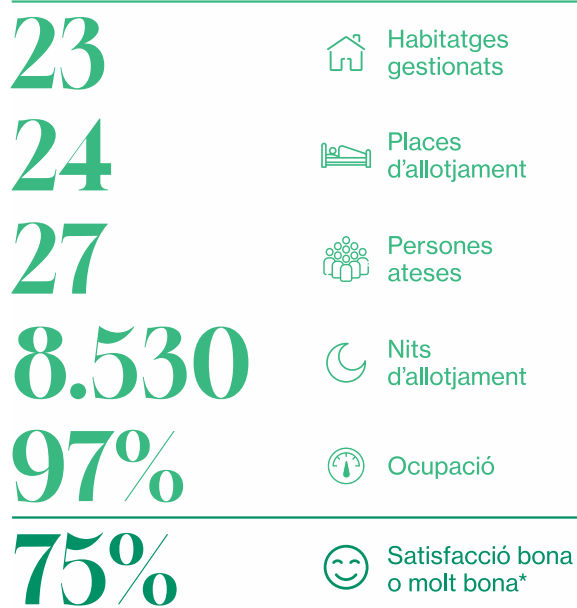 23
Habitatges
gestionats
24
Places
d'allotjament
27
Persones
ateses
8.530
Nits
d'allotjament
97%
Ocupació
75%
Satisfacció bona
o molt bona*